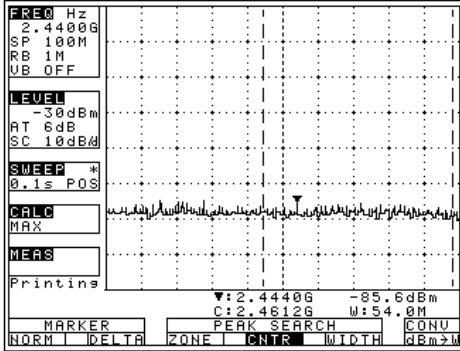 FREQ Hz
2.4400G
SP 100M
RB 1M
VB OFF
LEVEL
-30dBm
AT 6dB
SC 10dB/d
SWEEP *
0.1s POS
CALC
MAX
MEAS
Printing
▼:2.4440G -85.6dBm
C:2.4612G W:54.0M
MARKER PEAK SEARCH CONV
NORM DELTA ZONE CNTR WIDTH dBm→W